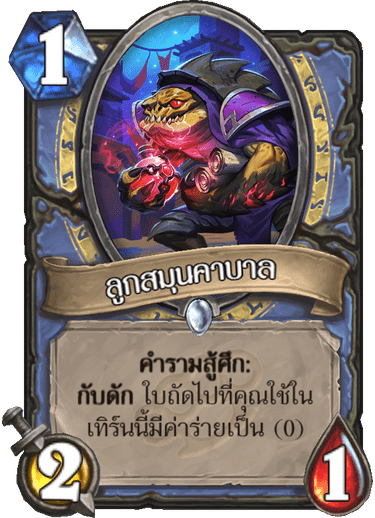 1
ลูกสมุนคาบาล
คำรามสู้ศึก:
กับดัก ใบถัดไปที่คุณใช้ใน
เทิร์นนี้มีค่าร่ายเป็น (0)
2
1